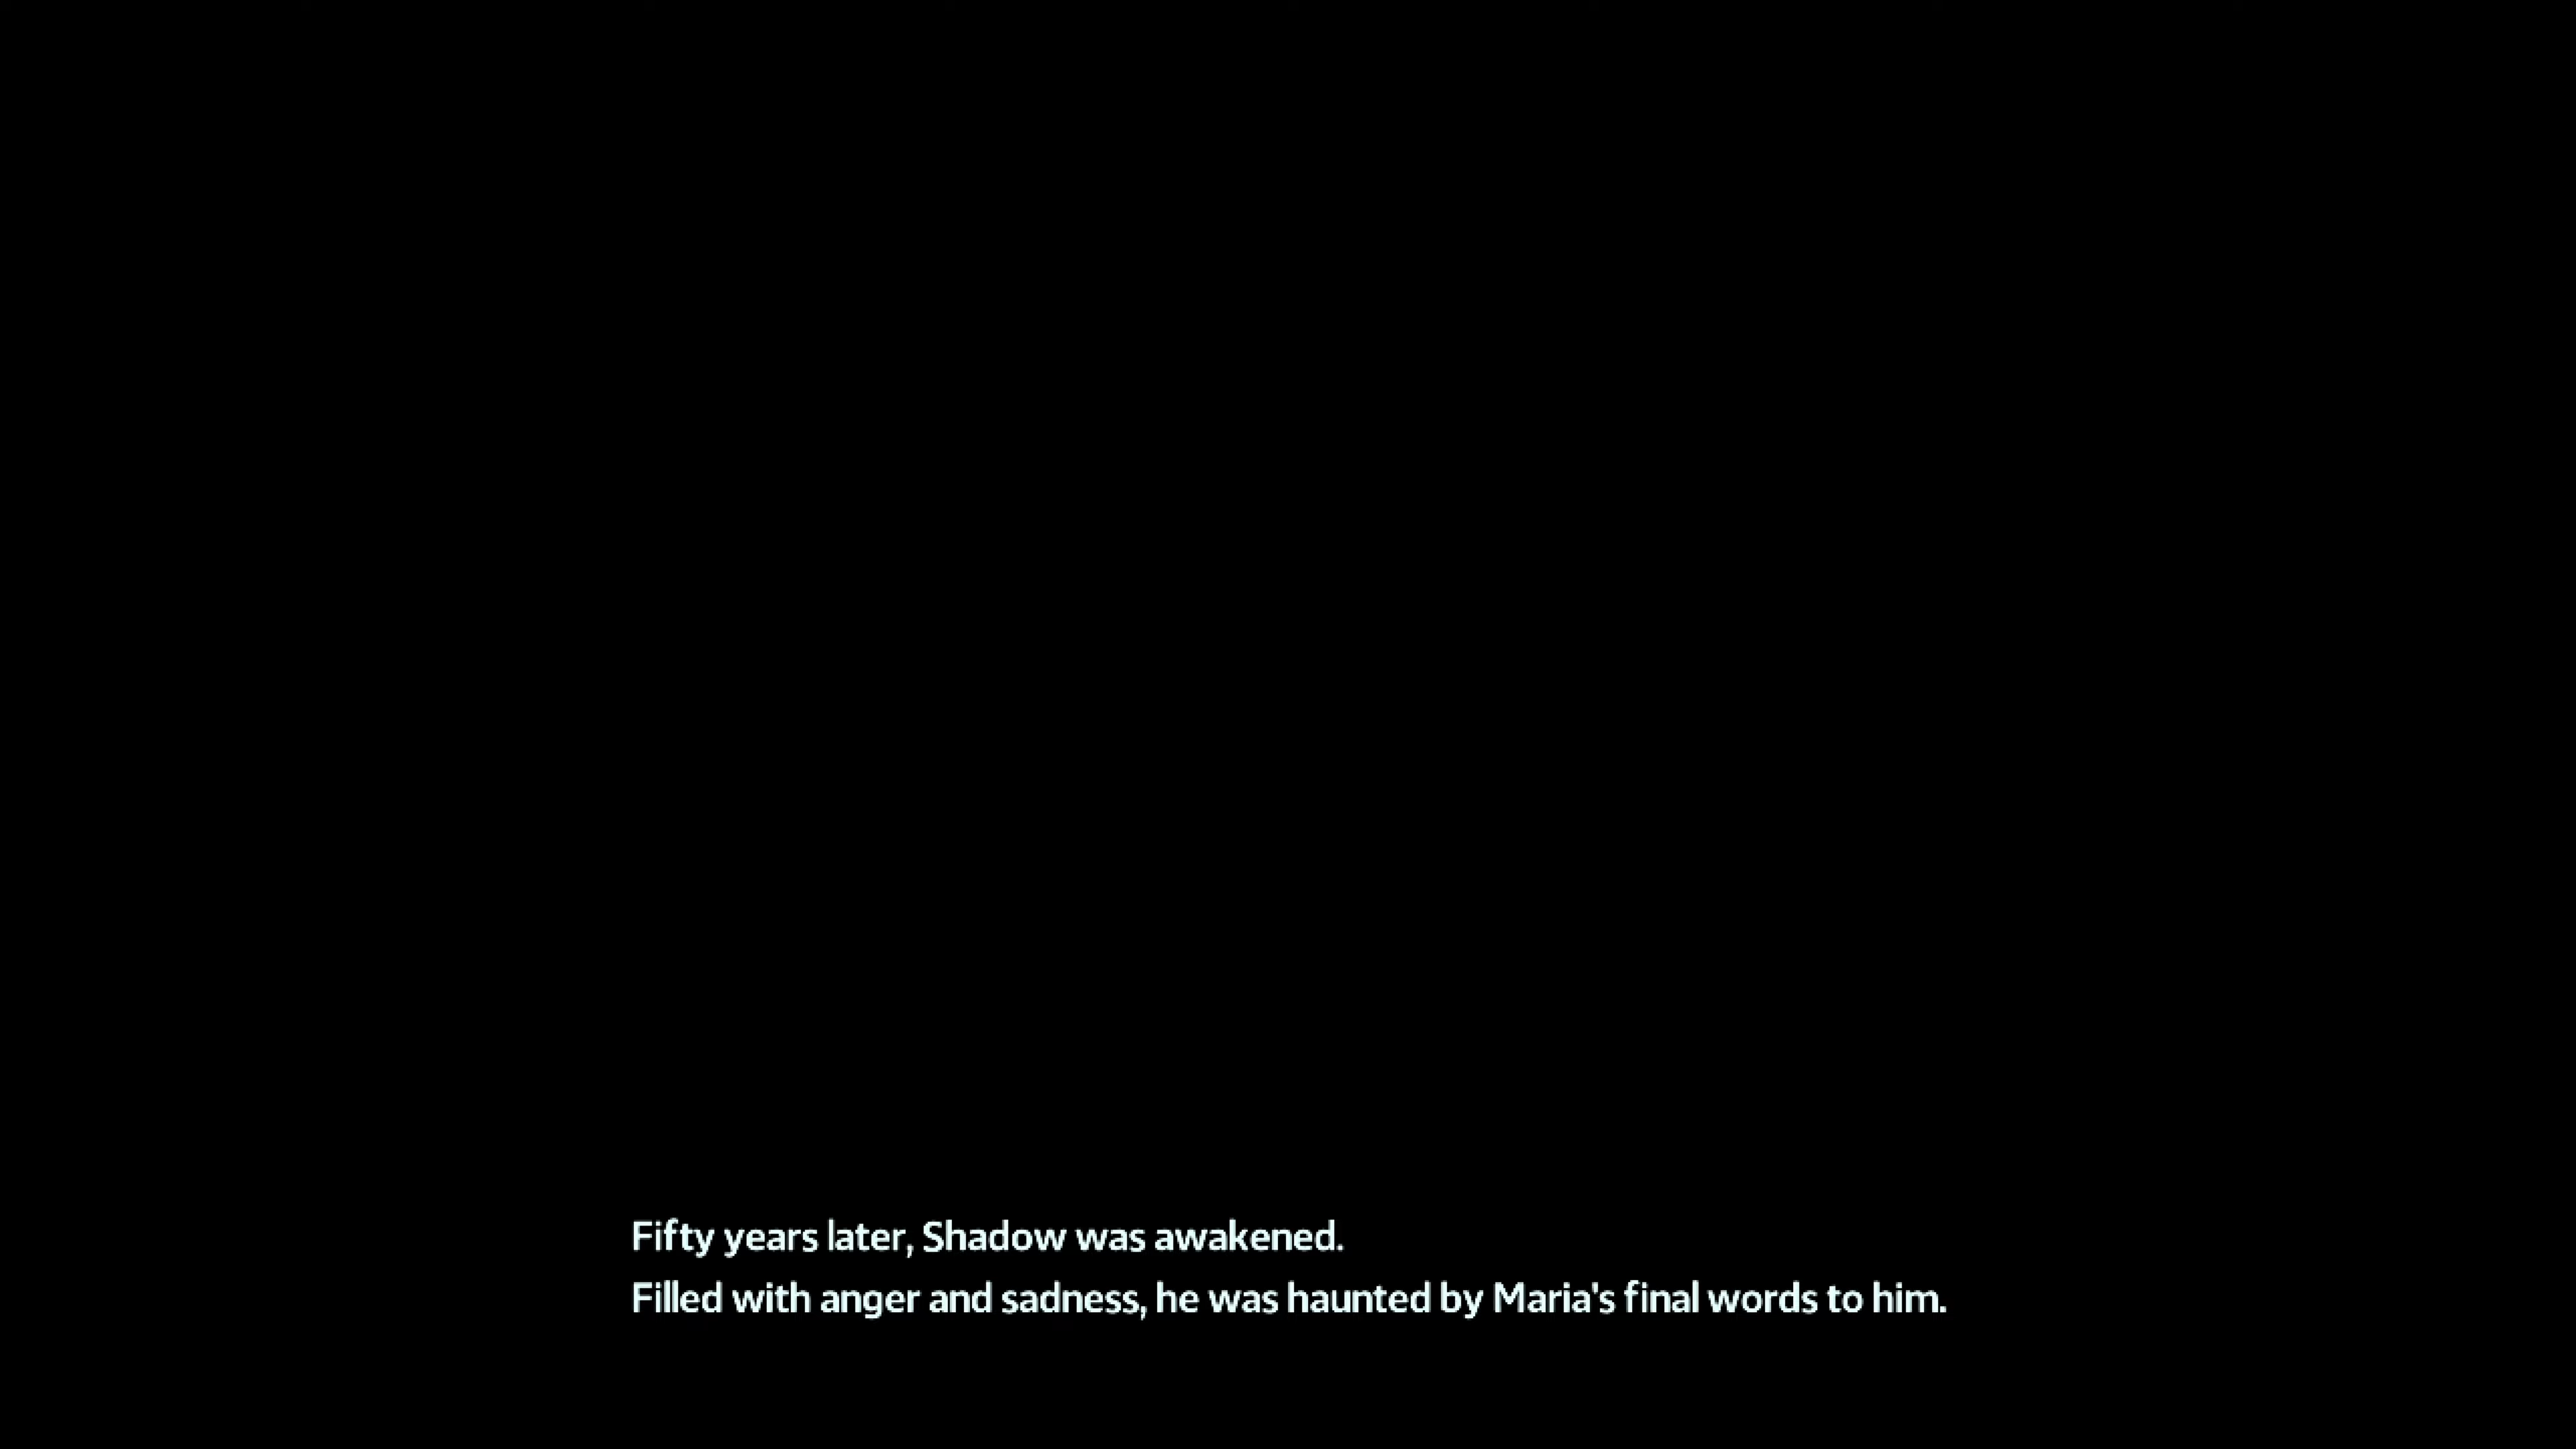 Fifty years later, Shadow was awakened.
Filled with anger and sadness, he was haunted by Maria's final words to him.